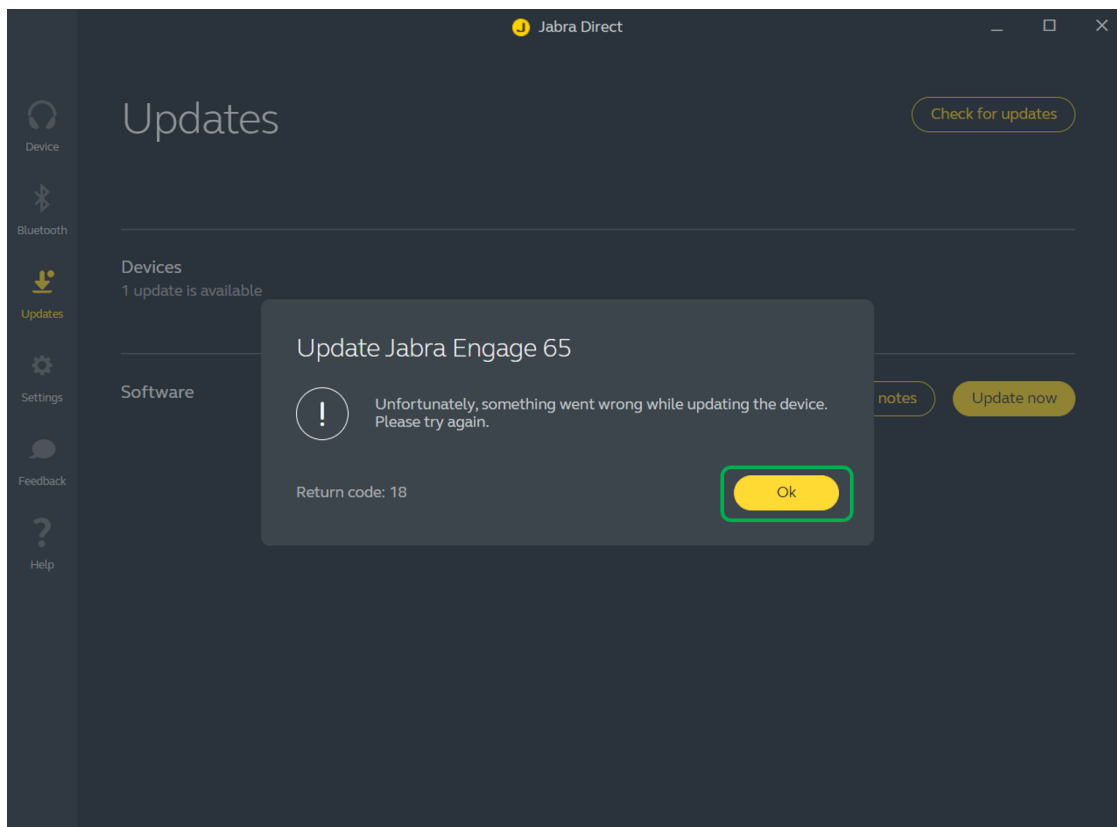 Jabra Direct
Updates
Check for updates
Device
Bluetooth
Updates
Settings
Feedback
Help
Devices
1 update is available
Software
notes
Update now
Update Jabra Engage 65
Unfortunately, something went wrong while updating the device.
Please try again.
Return code: 18
Ok